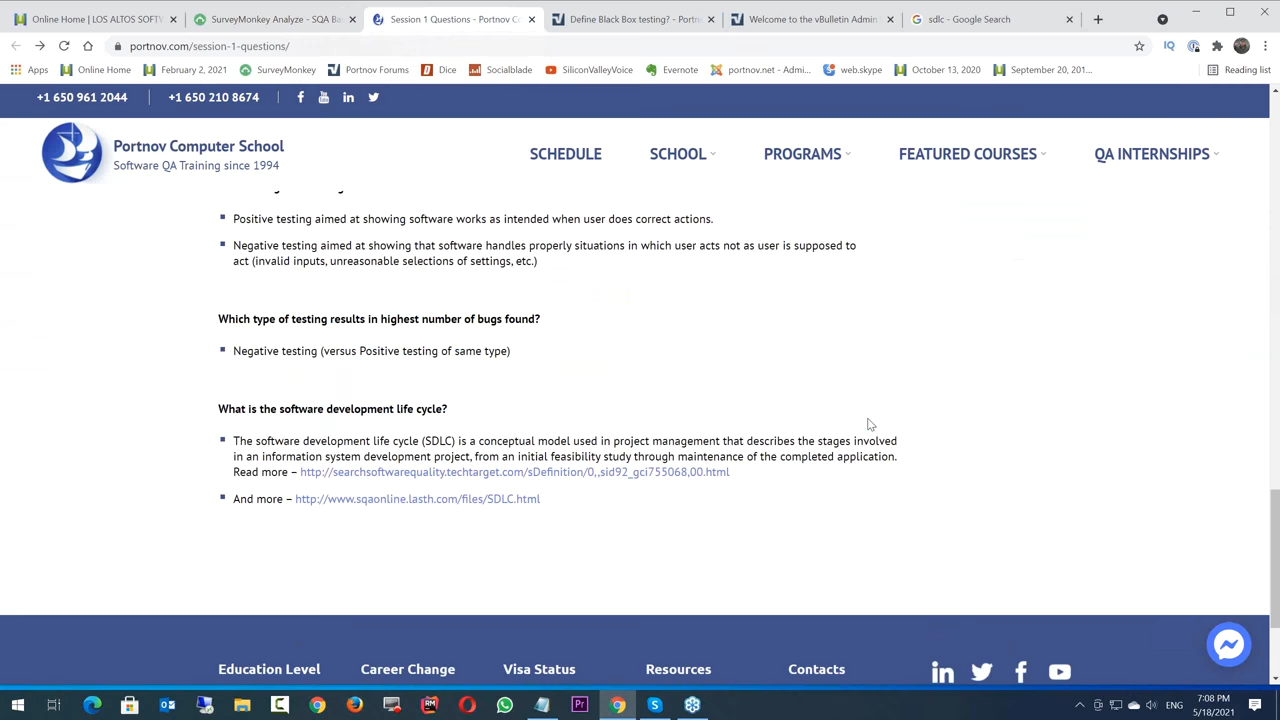 Online Home | LOS ALTOS SOFTW
SurveyMonkey Analyze - SQA Ba
Session 1 Questions - Portnov Co
Define Black Box testing? - Portn
Welcome to the vBulletin Admin
sdlc - Google Search
portnov.com/session-1-questions/
Apps
Online Home
February 2, 2021
SurveyMonkey
Portnov Forums
Dice
Socialblade
SiliconValleyVoice
Evernote
portnov.net - Admi...
web.skype
October 13, 2020
September 20, 201...
Reading list
+1 650 961 2044
+1 650 210 8674
Portnov Computer School
Software QA Training since 1994
SCHEDULE
SCHOOL
PROGRAMS
FEATURED COURSES
QA INTERNSHIPS
Positive testing aimed at showing software works as intended when user does correct actions.
Negative testing aimed at showing that software handles properly situations in which user acts not as user is supposed to
act (invalid inputs, unreasonable selections of settings, etc.)
Which type of testing results in highest number of bugs found?
Negative testing (versus Positive testing of same type)
What is the software development life cycle?
The software development life cycle (SDLC) is a conceptual model used in project management that describes the stages involved
in an information system development project, from an initial feasibility study through maintenance of the completed application.
Read more – http://searchsoftwarequality.techtarget.com/sDefinition/0,,sid92_gci755068,00.html
And more – http://www.sqaonline.lasth.com/files/SDLC.html
Education Level
Career Change
Visa Status
Resources
Contacts
ENG
7:08 PM
5/18/2021